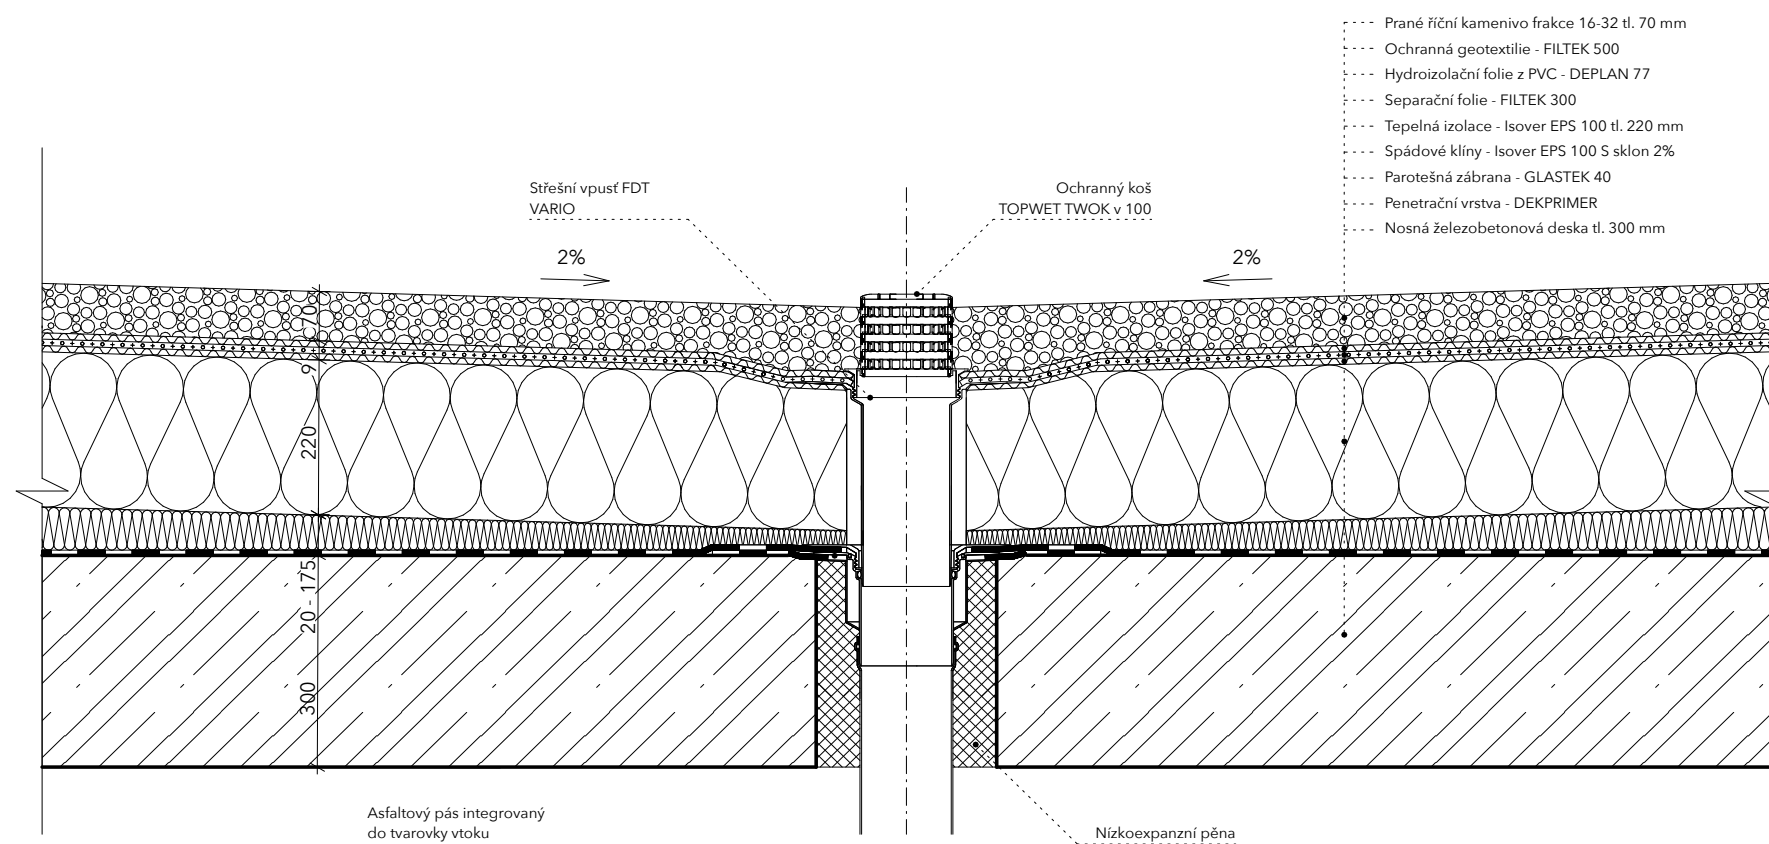 Prané říční kamenivo frakce 16-32 tl. 70 mm
Ochranná geotextilie - FILTEK 500
Hydroizolační folie z PVC - DEPLAN 77
Separační folie - FILTEK 300
Tepelná izolace - Isover EPS 100 tl. 220 mm
Spádové klíny - Isover EPS 100 S sklon 2%
Parotešná zábrana - GLASTEK 40
Penetrační vrstva - DEKPRIMER
Nosná železobetonová deska tl. 300 mm
Střešní vpusť FDT
VARIO
Ochranný koš
TOPWET TWOK v 100
2%
2%
70
9
220
20 - 175
300
Asfaltový pás integrovaný
do tvarovky vtoku
Nízkoexpanzní pěna